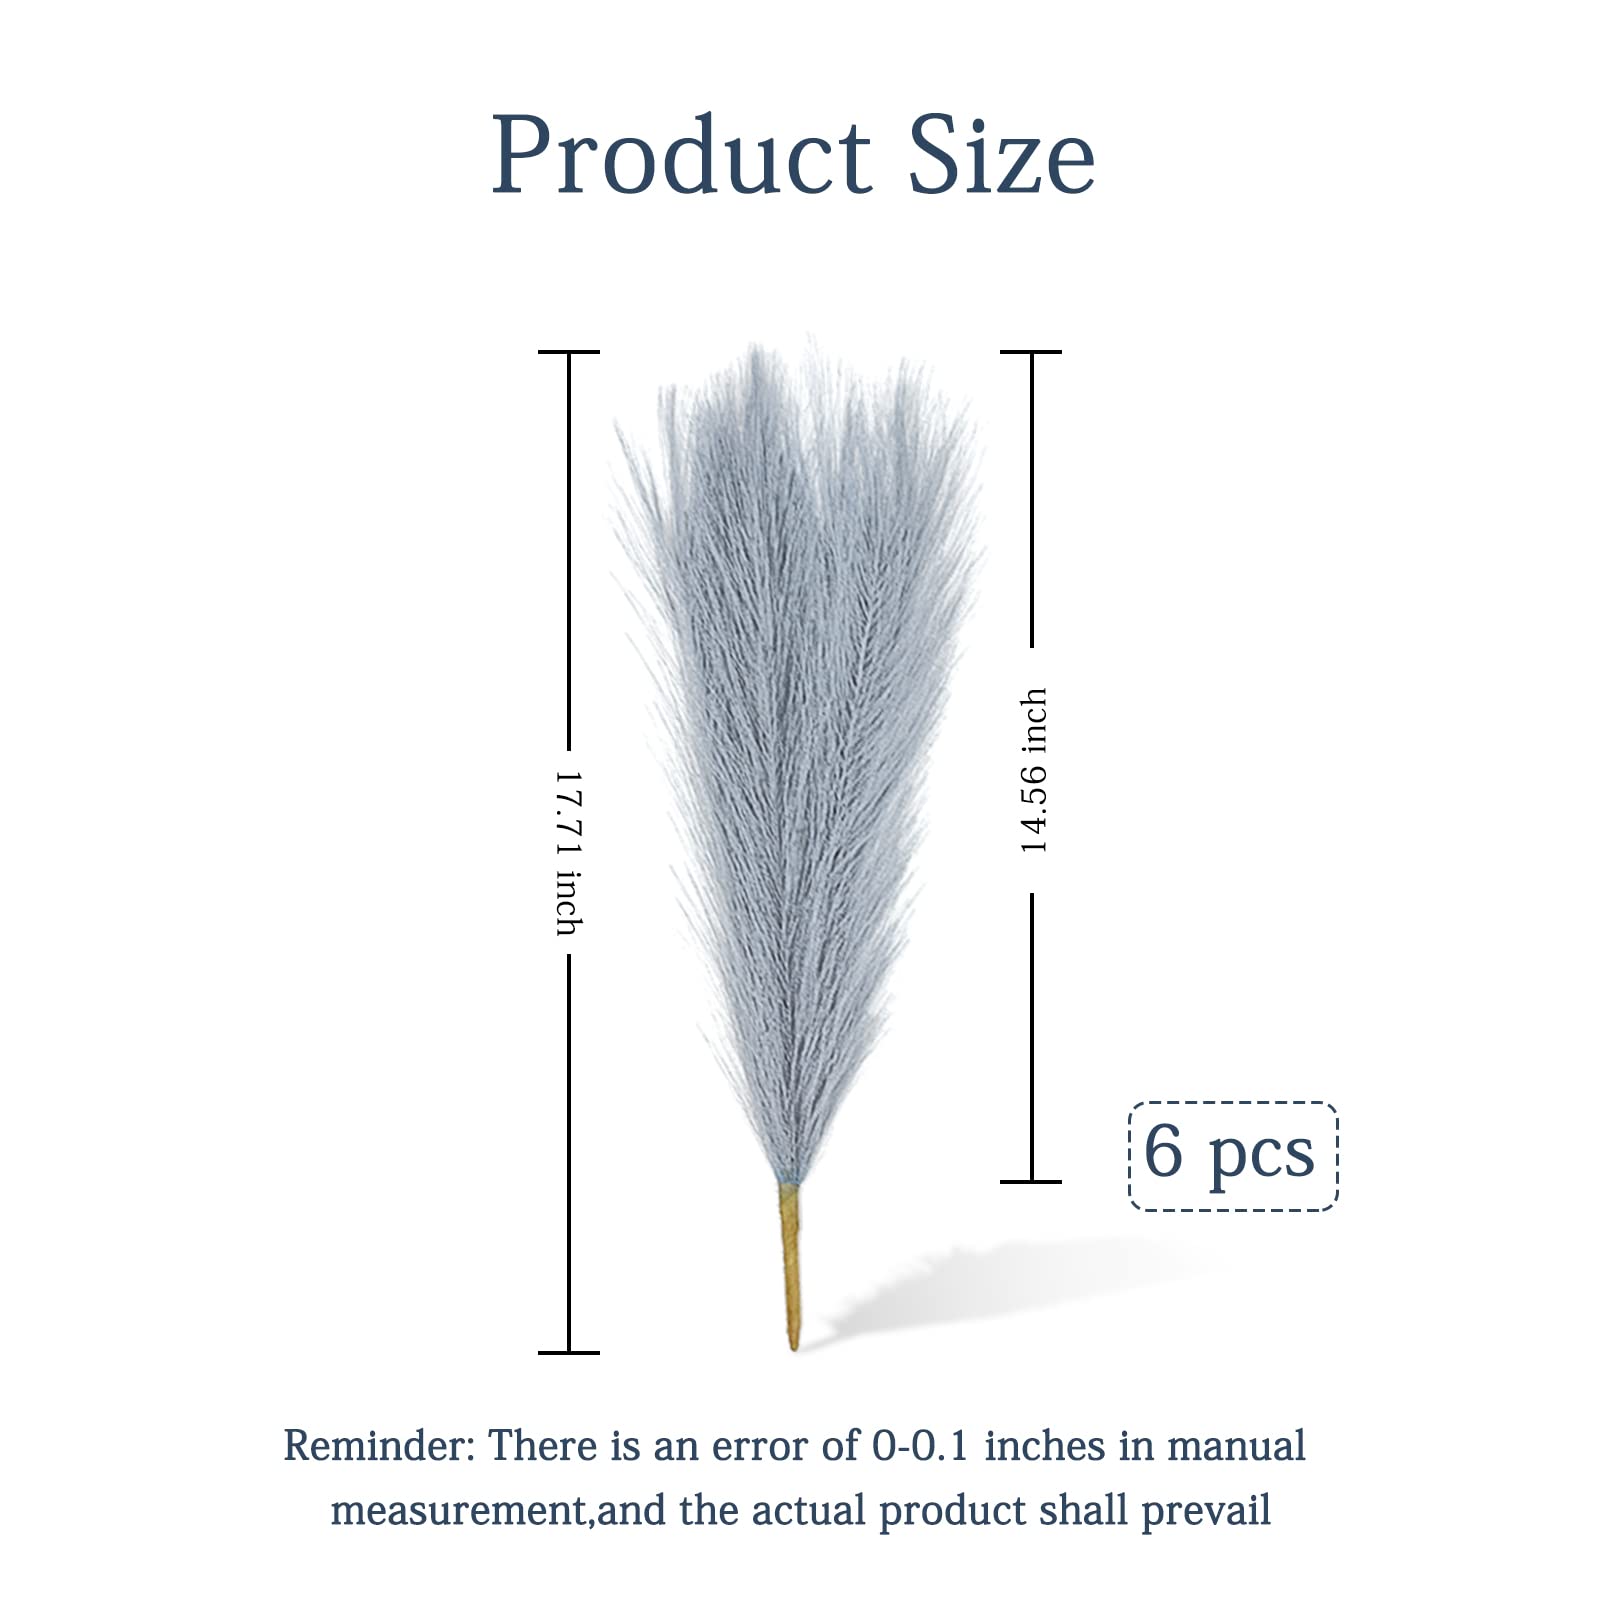 Product Size
17.71 inch
14.56 inch
6 pcs
Reminder: There is an error of 0-0.1 inches in manual
measurement,and the actual product shall prevail